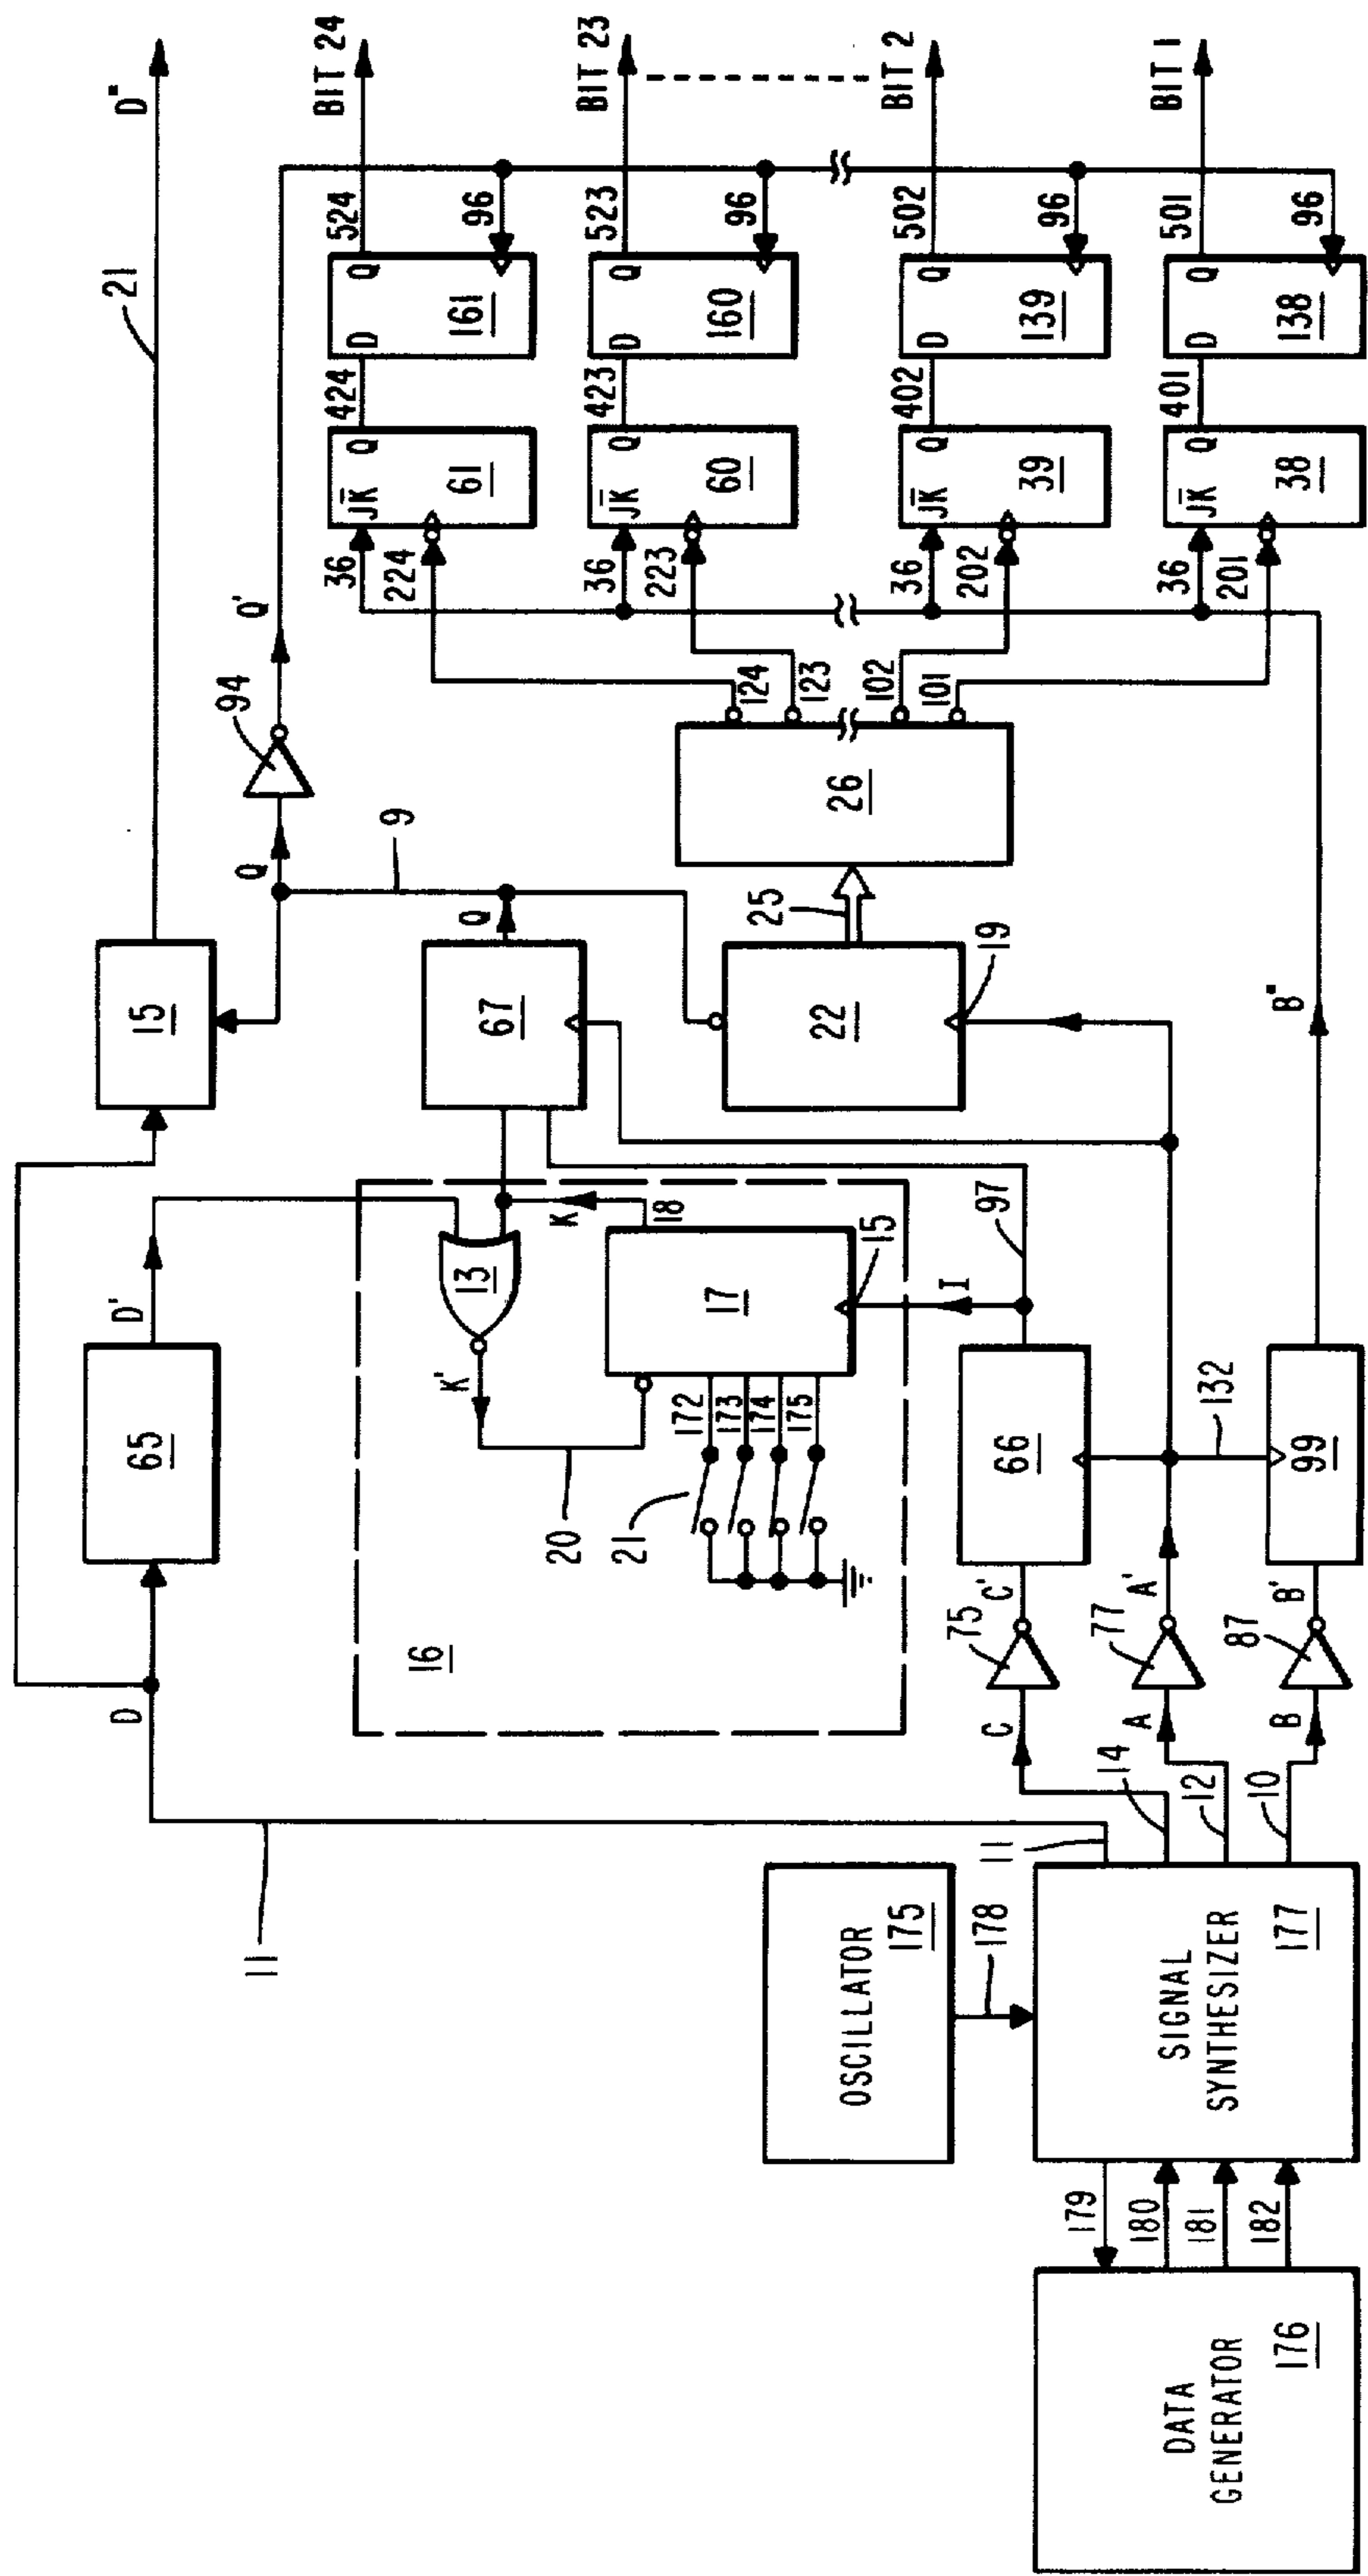 21
D"
Q'
94
BIT 24
Q
15
9
D'
65
D
11
524
161
D
Q
96
424
61
J̅K
Q
36
224
BIT 23
523
160
D
Q
96
423
60
J̅K
Q
36
223
BIT 2
502
139
D
Q
96
402
39
J̅K
Q
36
202
BIT 1
501
138
D
Q
96
401
38
J̅K
Q
36
201
124
123
102
101
26
25
22
19
67
Q
13
K
18
K'
20
17
15
172
173
174
175
21
16
I
97
66
C'
75
C
14
A'
77
A
12
132
99
B'
87
B
10
B"
11
OSCILLATOR
175
178
SIGNAL
SYNTHESIZER
177
179
180
181
182
DATA
GENERATOR
176